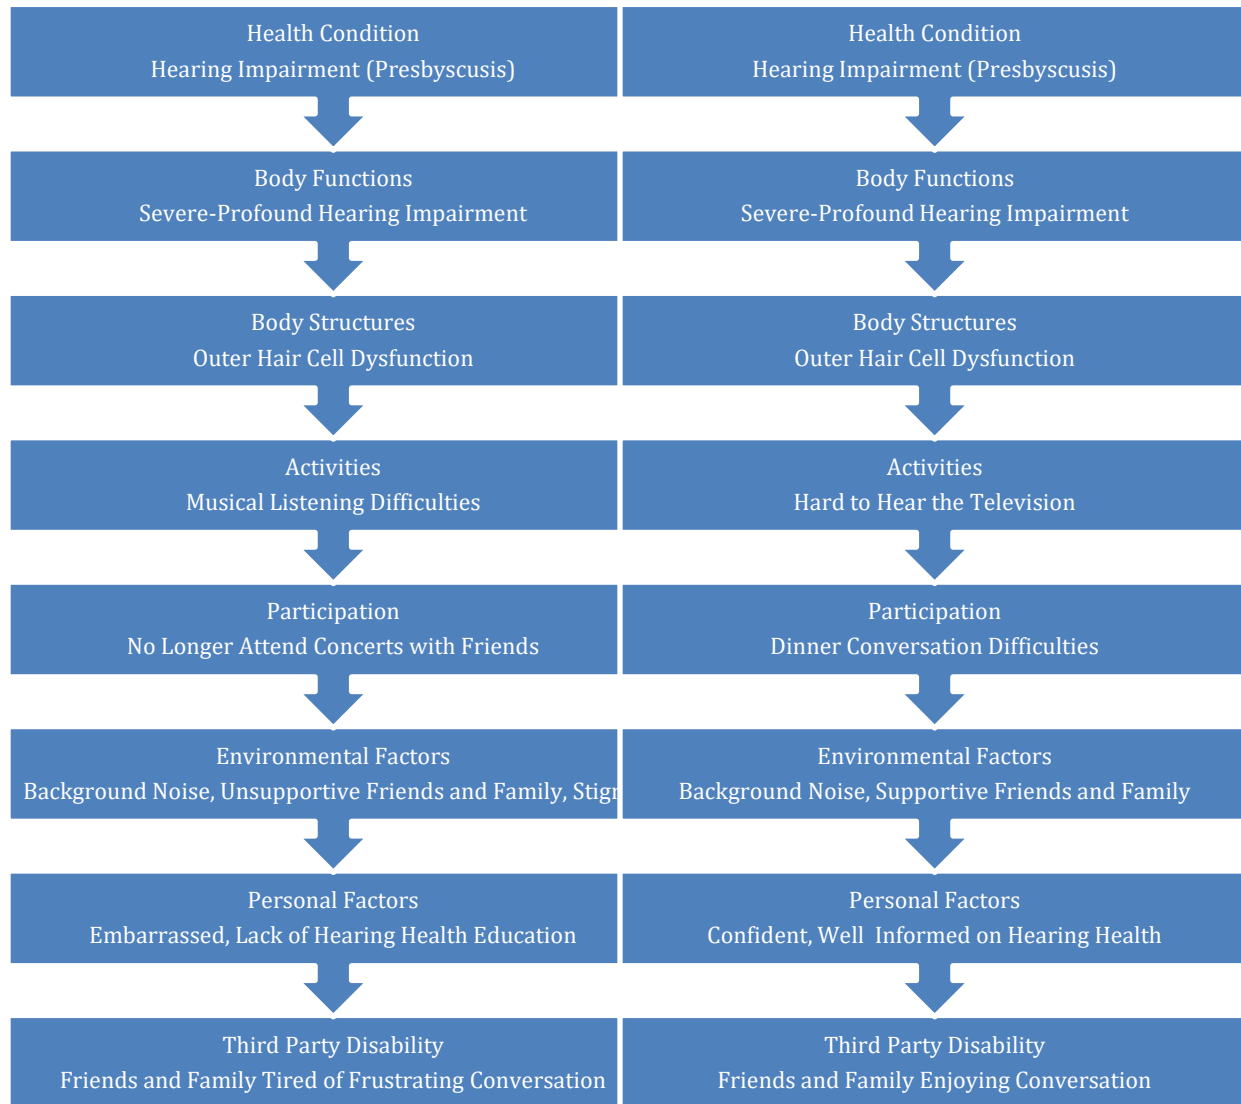 Health Condition
Hearing Impairment (Presbyscusis)
Body Functions
Severe-Profound Hearing Impairment
Body Structures
Outer Hair Cell Dysfunction
Activities
Musical Listening Difficulties
Participation
No Longer Attend Concerts with Friends
Environmental Factors
Background Noise, Unsupportive Friends and Family,
Personal Factors
Embarrassed, Lack of Hearing Health Education
Third Party Disability
Friends and Family Tired of Frustrating Conversation
Health Condition
Hearing Impairment (Presbyscusis)
Body Functions
Severe-Profound Hearing Impairment
Body Structures
Outer Hair Cell Dysfunction
Activities
Hard to Hear the Television
Participation
Dinner Conversation Difficulties
Environmental Factors
Background Noise, Supportive Friends and Family
Personal Factors
Confident, Well Informed on Hearing Health
Third Party Disability
Friends and Family Enjoying Conversation